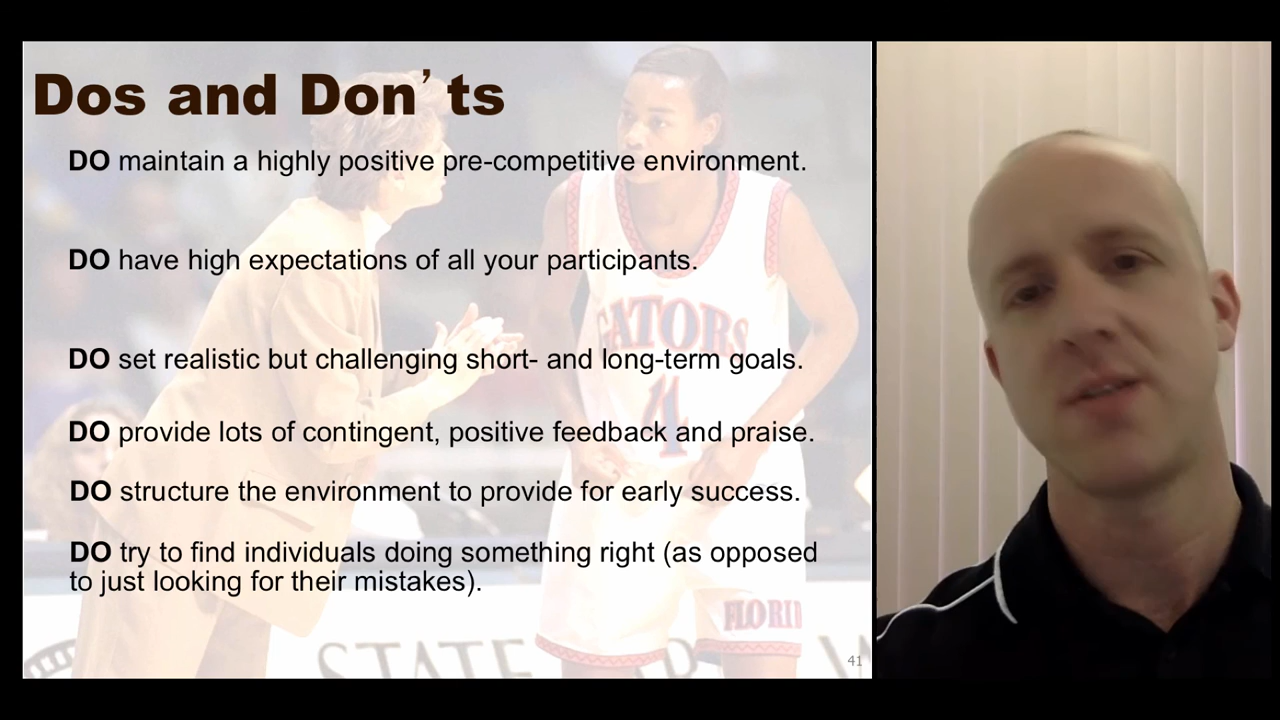 Dos and Don’ts
DO maintain a highly positive pre-competitive environment.
DO have high expectations of all your participants.
DO set realistic but challenging short- and long-term goals.
DO provide lots of contingent, positive feedback and praise.
DO structure the environment to provide for early success.
DO try to find individuals doing something right (as opposed
to just looking for their mistakes).
GATORS
FLORID
STATE
41